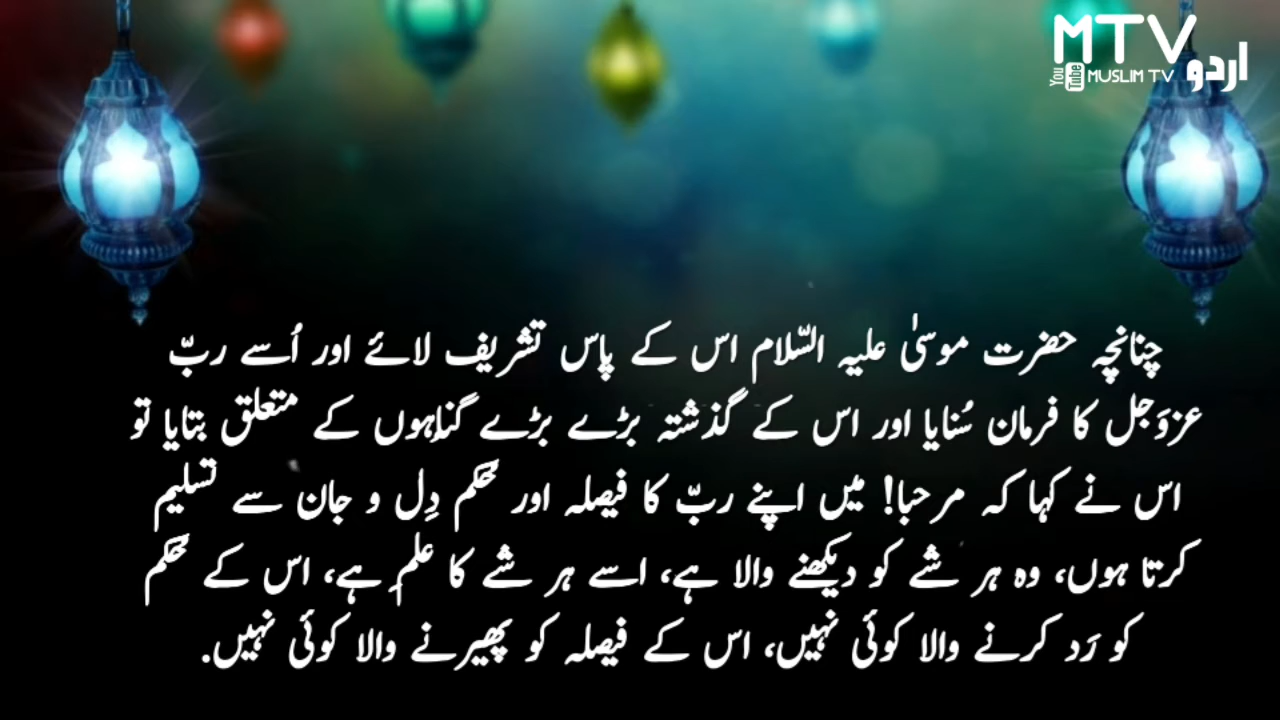 MTV اردو
YouTube MUSLIM TV
چنانچہ حضرت موسیٰ علیہ السّلام اس کے پاس تشریف لائے اور اُسے ربّ
عزوَجل کا فرمان سُنایا اور اس کے گذشتہ بڑے بڑے گناہوں کے متعلق بتایا تو
اس نے کہا کہ مرحبا! میں اپنے ربّ کا فیصلہ اور حکم دِل و جان سے تسلیم
کرتا ہوں، وہ ہر شے کو دیکھنے والا ہے، اسے ہر شے کا علم ہے، اس کے حکم
کو رَد کرنے والا کوئی نہیں، اس کے فیصلہ کو پھیرنے والا کوئی نہیں.